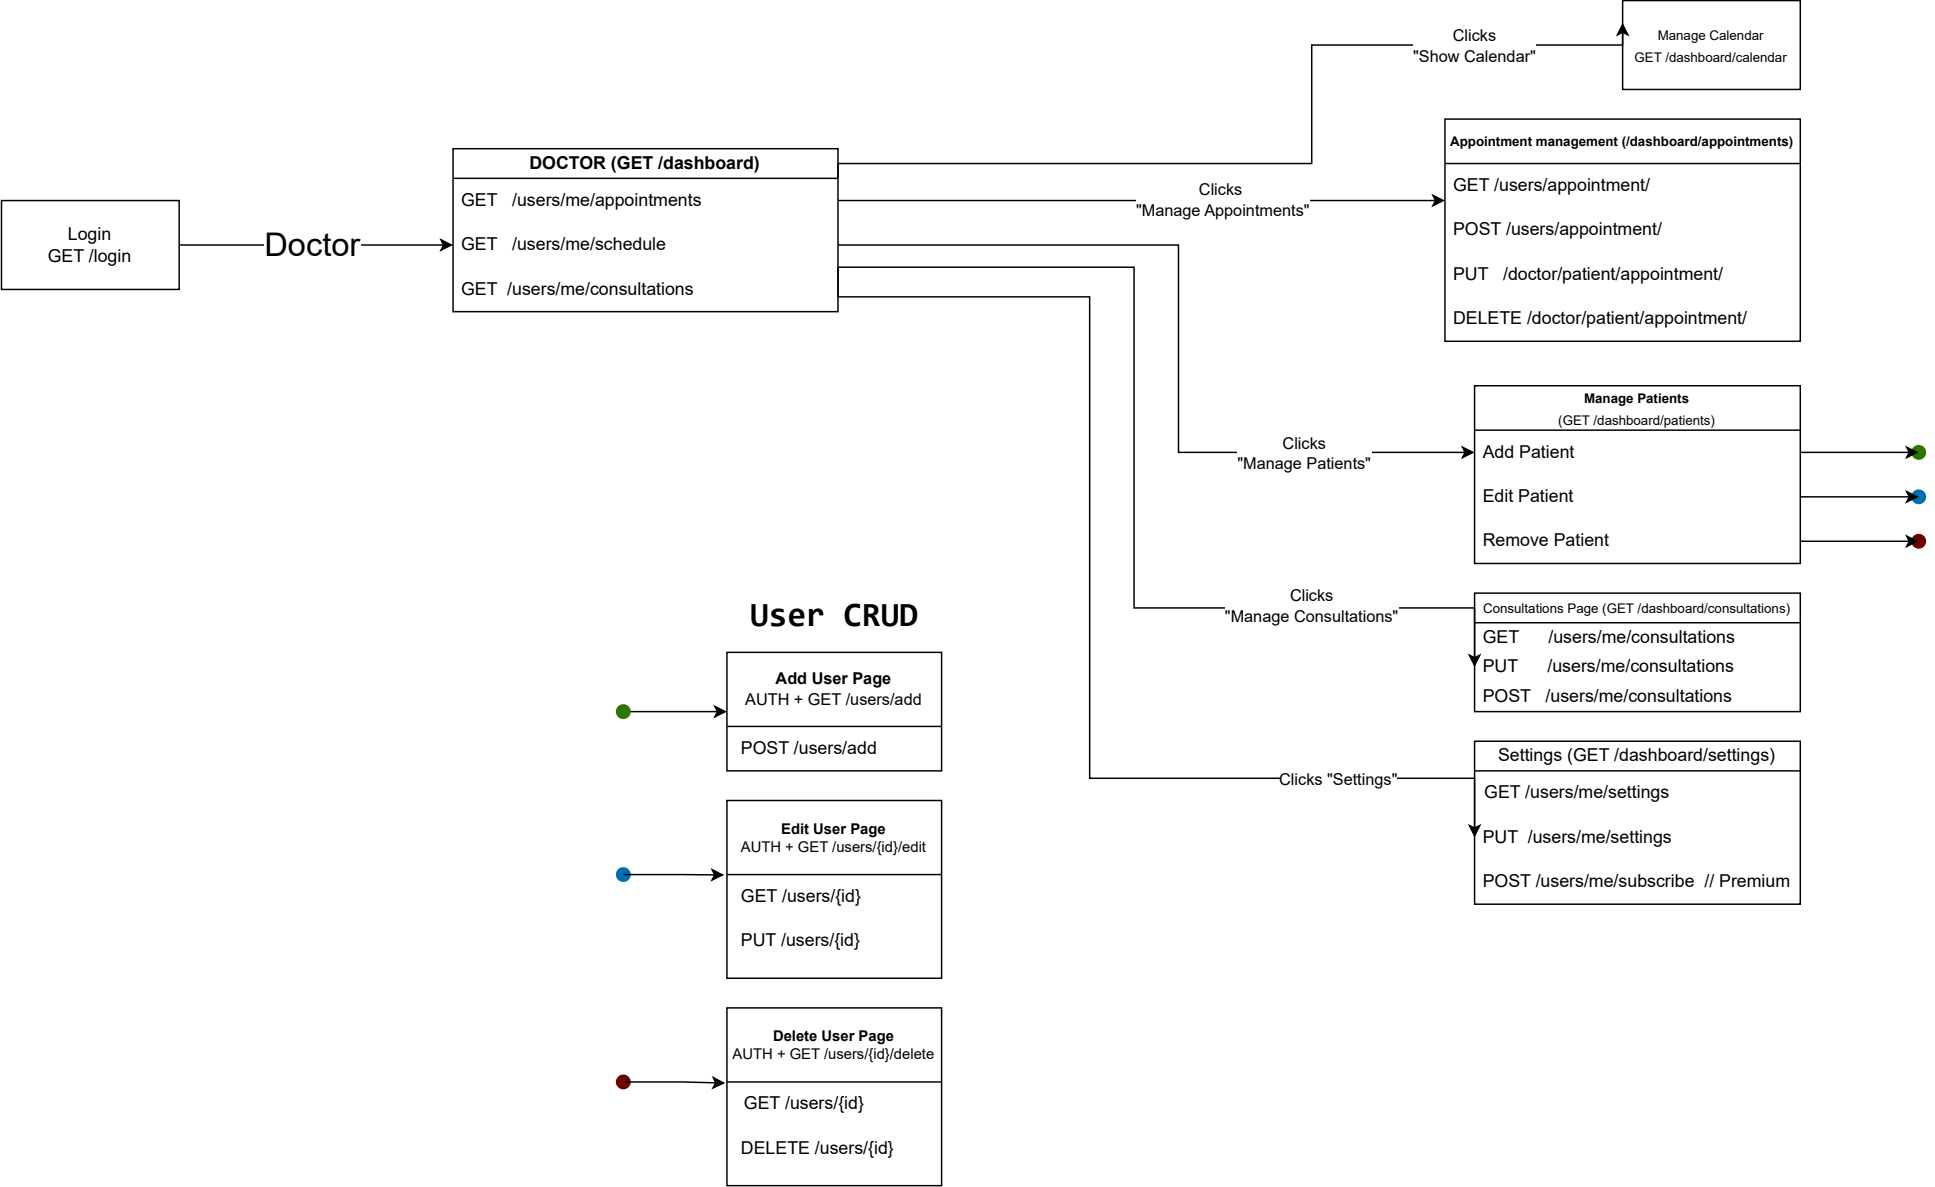 Login
GET /login
Doctor
DOCTOR (GET /dashboard)
GET /users/me/appointments
GET /users/me/schedule
GET /users/me/consultations
Clicks
"Show Calendar"
Manage Calendar
GET /dashboard/calendar
Clicks
"Manage Appointments"
Appointment management (/dashboard/appointments)
GET /users/appointment/
POST /users/appointment/
PUT /doctor/patient/appointment/
DELETE /doctor/patient/appointment/
Clicks
"Manage Patients"
Manage Patients
(GET /dashboard/patients)
Add Patient
Edit Patient
Remove Patient
Clicks
"Manage Consultations"
Consultations Page (GET /dashboard/consultations)
GET /users/me/consultations
PUT /users/me/consultations
POST /users/me/consultations
Clicks "Settings"
Settings (GET /dashboard/settings)
GET /users/me/settings
PUT /users/me/settings
POST /users/me/subscribe // Premium
User CRUD
Add User Page
AUTH + GET /users/add
POST /users/add
Edit User Page
AUTH + GET /users/{id}/edit
GET /users/{id}
PUT /users/{id}
Delete User Page
AUTH + GET /users/{id}/delete
GET /users/{id}
DELETE /users/{id}